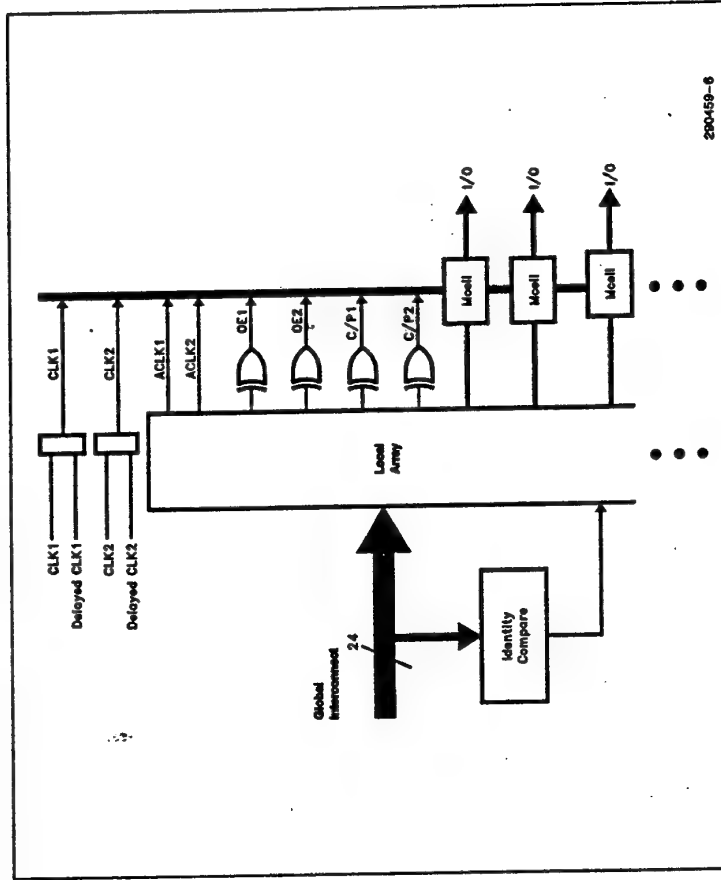 CLK1
Delayed CLK1
CLK1
CLK2
Delayed CLK2
CLK2
ACLK1
ACLK2
OE1
OE2
C/P1
C/P2
Local
Array
Global
Interconnect
24
Identity
Compare
Mcell
I/O
Mcell
I/O
Mcell
I/O
290459-6